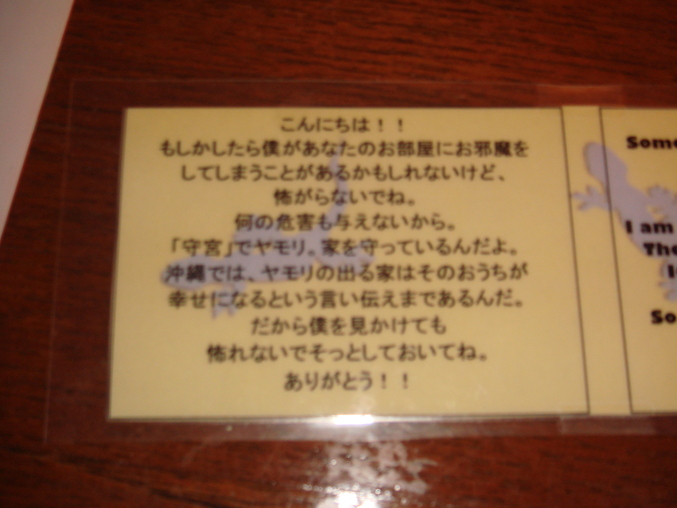 こんにちは！！
もしかしたら僕があなたのお部屋にお邪魔を
してしまうことがあるかもしれないけど、
怖がらないでね。
何の危害も与えないから。
「守宮」でヤモリ。家を守っているんだよ。
沖縄では、ヤモリの出る家はそのおうちが
幸せになるという言い伝えまであるんだ。
だから僕を見かけても
怖れないでそっとしておいてね。
ありがとう！！
Some
I am
The
I
So